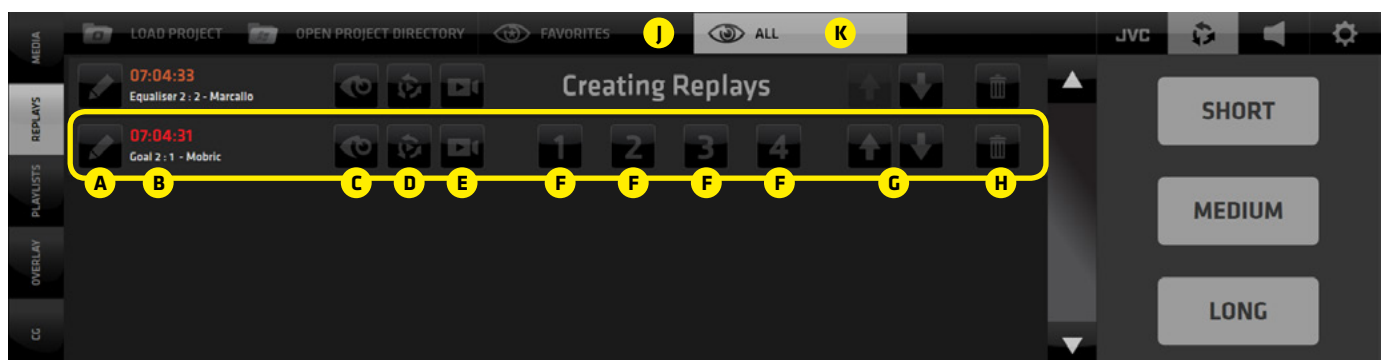 MEDIA
REPLAYS
PLAYLISTS
OVERLAY
CG
LOAD PROJECT OPEN PROJECT DIRECTORY FAVORITES J ALL K JVC
07:04:33
Equaliser 2 : 2 - Marcallo
Creating Replays
07:04:31
Goal 2 : 1 - Mobric
1 2 3 4
A B C D E F F F F G H
SHORT
MEDIUM
LONG